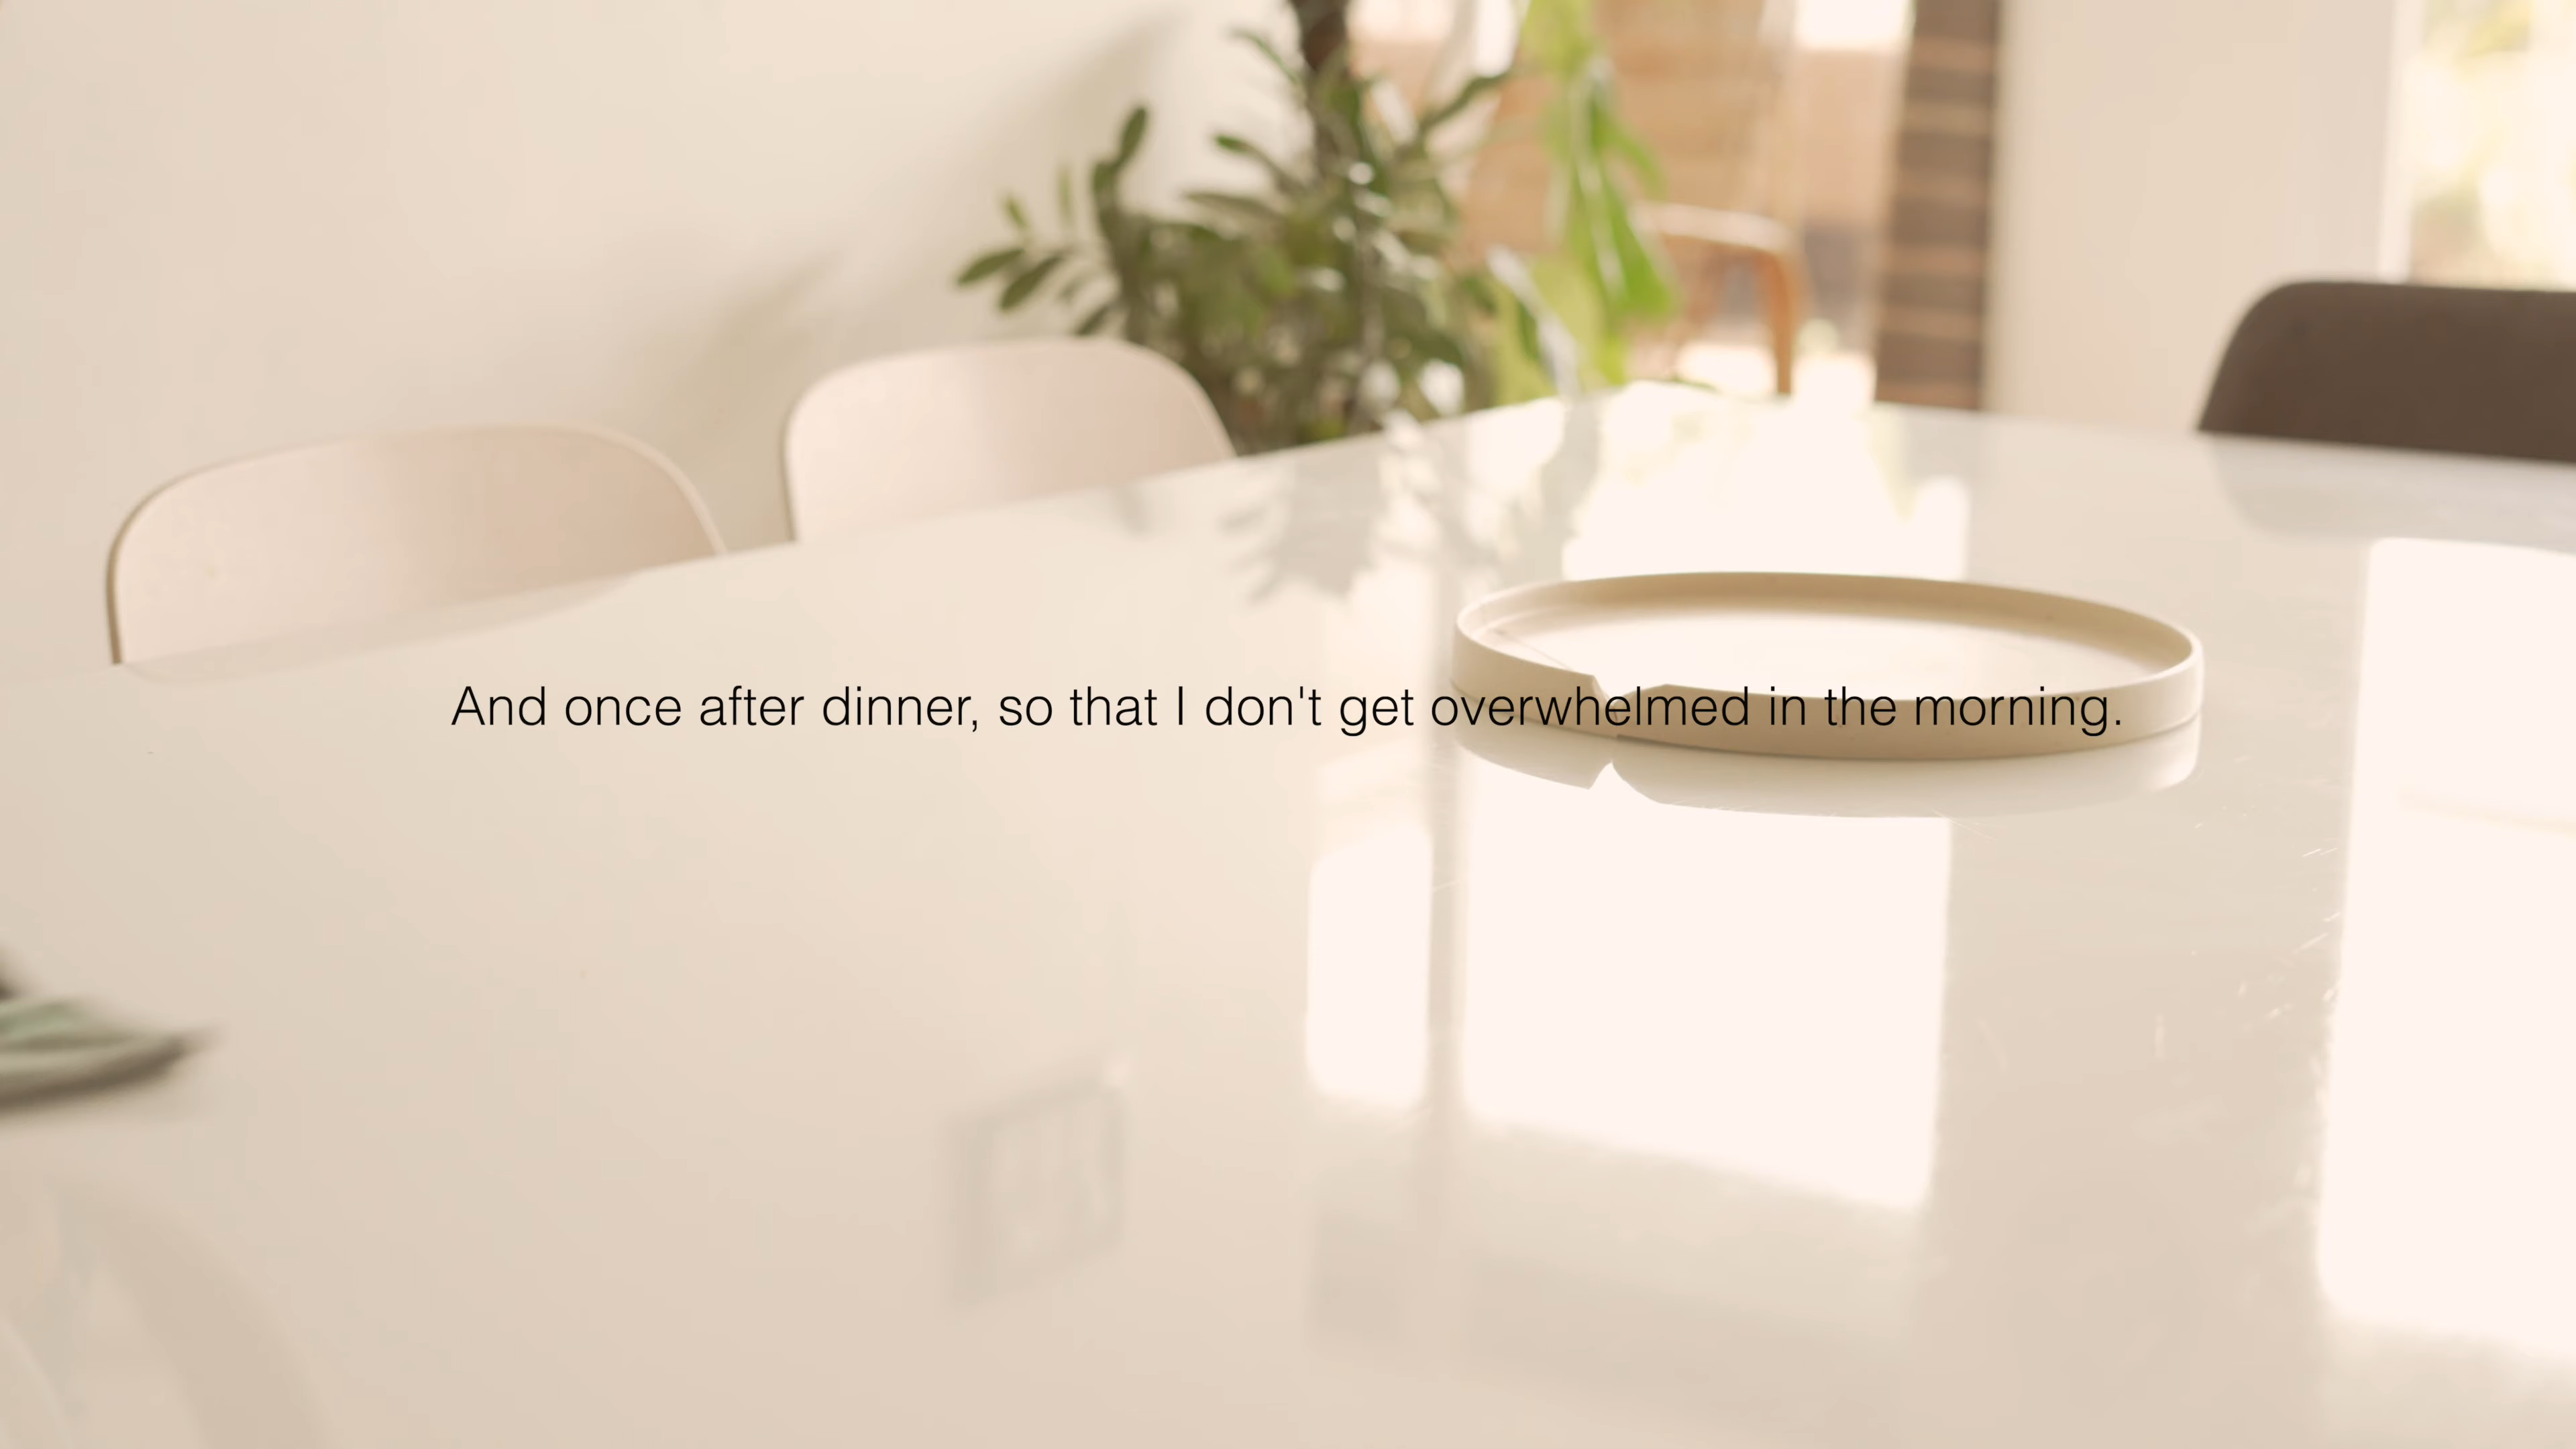 And once after dinner, so that I don't get overwhelmed in the morning.